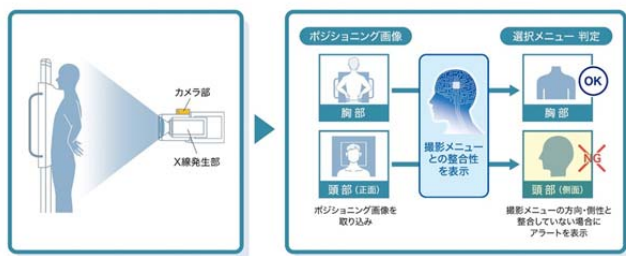 カメラ部
X線発生部
ポジショニング画像
選択メニュー 判定
胸部
撮影メニュー
との整合性
を表示
OK
胸部
頭部（正面）
NG
頭部（側面）
ポジショニング画像を
取り込み
撮影メニューの方向・側性と
整合していない場合に
アラートを表示